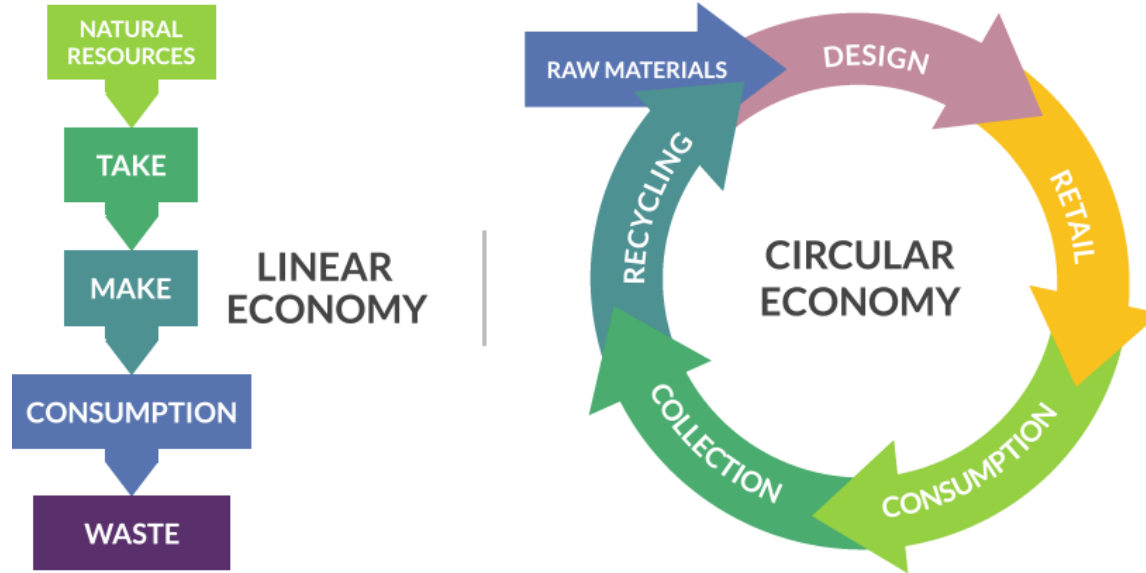 NATURAL
RESOURCES
TAKE
MAKE
CONSUMPTION
WASTE
LINEAR
ECONOMY
RAW MATERIALS
DESIGN
RETAIL
CONSUMPTION
COLLECTION
RECYCLING
CIRCULAR
ECONOMY